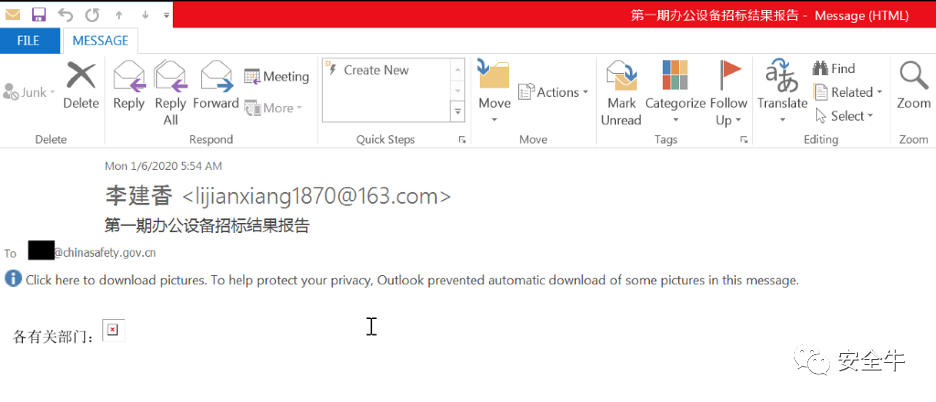 第一期办公设备招标结果报告 - Message (HTML)
FILE MESSAGE
Junk
Delete
Reply
Reply All
Forward
Meeting
More
Create New
Move
Actions
Mark Unread
Categorize
Follow Up
Translate
Find
Related
Select
Zoom
Delete Respond Quick Steps Move Tags Editing Zoom
Mon 1/6/2020 5:54 AM
李建香 <lijianxiang1870@163.com>
第一期办公设备招标结果报告
To @chinasafety.gov.cn
Click here to download pictures. To help protect your privacy, Outlook prevented automatic download of some pictures in this message.
各有关部门：
安全牛